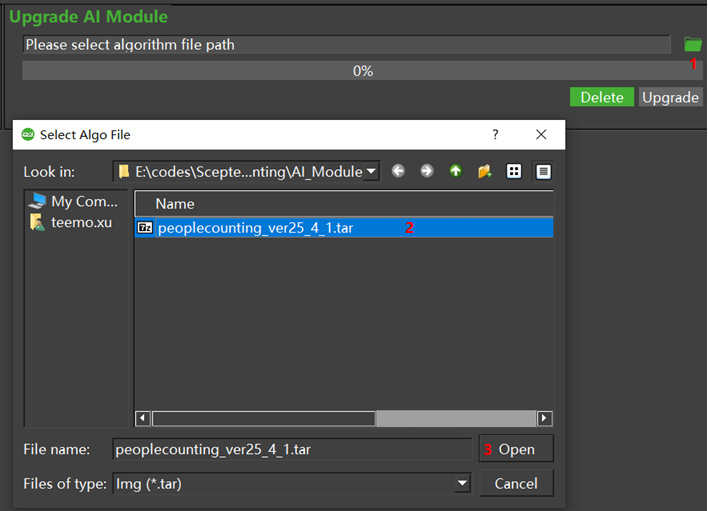 Upgrade AI Module
Please select algorithm file path
1
0%
Delete Upgrade
Select Algo File ? ×
Look in: E:\codes\Scepte...nting\AI_Module
My Com... Name
teemo.xu 7z peoplecounting_ver25_4_1.tar 2
File name: peoplecounting_ver25_4_1.tar 3 Open
Files of type: Img (*.tar) Cancel